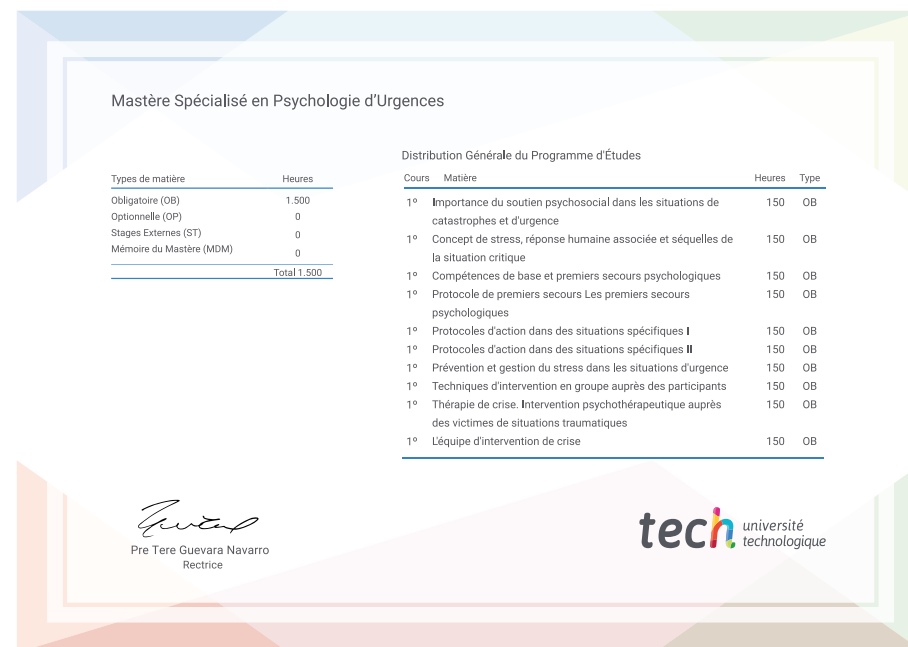 Mastère Spécialisé en Psychologie d'Urgences
Types de matière Heures
Obligatoire (OB) 1.500
Optionnelle (OP) 0
Stages Externes (ST) 0
Mémoire du Mastère (MDM) 0
Total 1.500
Distribution Générale du Programme d'Études
Cours Matière Heures Type
1º Importance du soutien psychosocial dans les situations de 150 OB
catastrophes et d'urgence
1º Concept de stress, réponse humaine associée et séquelles de 150 OB
la situation critique
1º Compétences de base et premiers secours psychologiques 150 OB
1º Protocole de premiers secours Les premiers secours 150 OB
psychologiques
1º Protocoles d'action dans des situations spécifiques I 150 OB
1º Protocoles d'action dans des situations spécifiques II 150 OB
1º Prévention et gestion du stress dans les situations d'urgence 150 OB
1º Techniques d'intervention en groupe auprès des participants 150 OB
1º Thérapie de crise. Intervention psychothérapeutique auprès 150 OB
des victimes de situations traumatiques
1º L'équipe d'intervention de crise 150 OB
Pre Tere Guevara Navarro
Rectrice
tech université
technologique